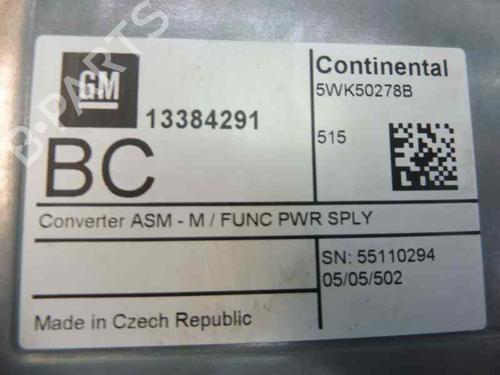 GM
13384291
BC
Continental
5WK50278B
515
Converter ASM - M / FUNC PWR SPLY
SN: 55110294
05/05/502
Made in Czech Republic
B-PARTS